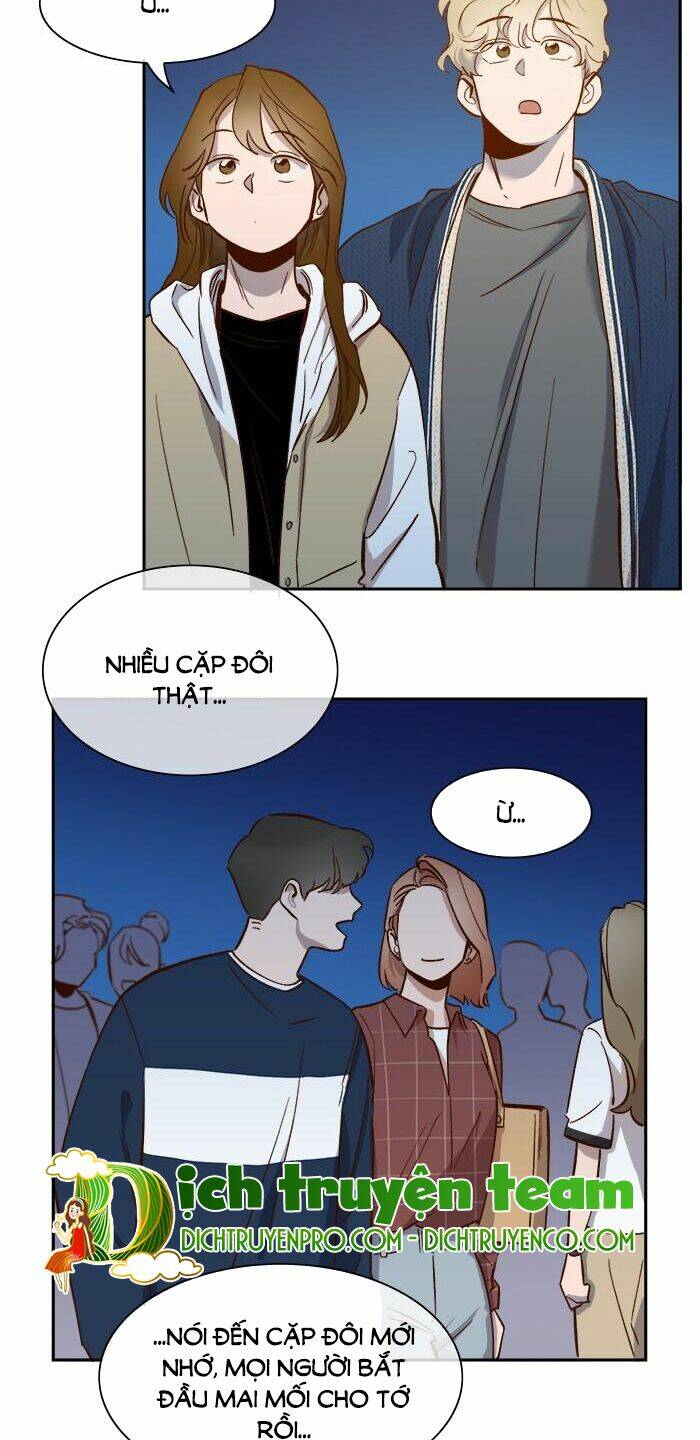 Ừ...
NHIỀU CẶP ĐÔI
THẬT...
Ừ...
Dịch truyện team
DICHTRUYENPRO.COM - DICHTRUYENCO.COM
...NÓI ĐẾN CẶP ĐÔI MỚI
NHỚ, MỌI NGƯỜI BẮT
ĐẦU MAI MỐI CHO TỚ
RỒI...